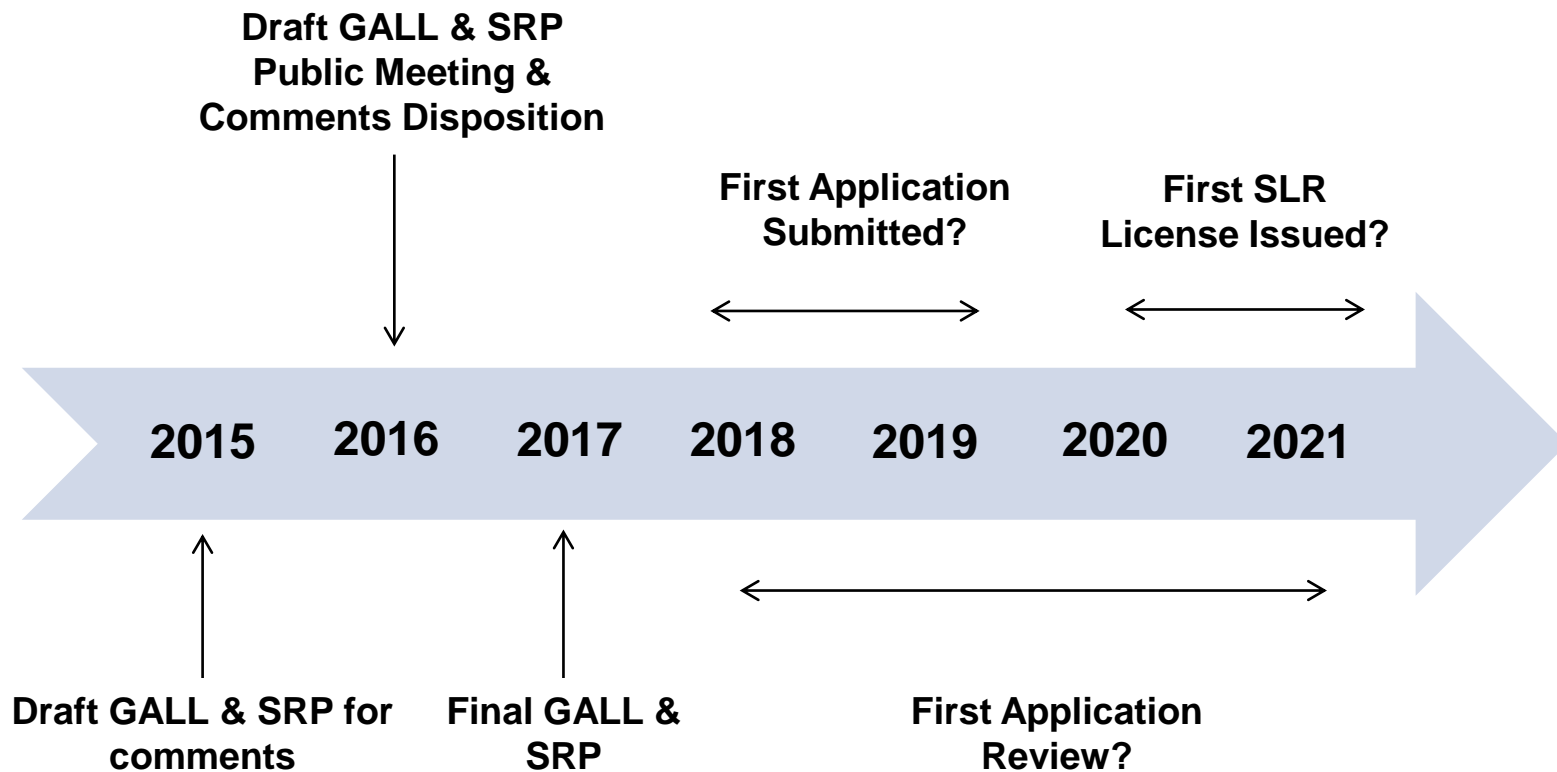 Draft GALL & SRP
Public Meeting &
Comments Disposition
First Application
Submitted?
First SLR
License Issued?
2015 2016 2017 2018 2019 2020 2021
Draft GALL & SRP for
comments
Final GALL &
SRP
First Application
Review?